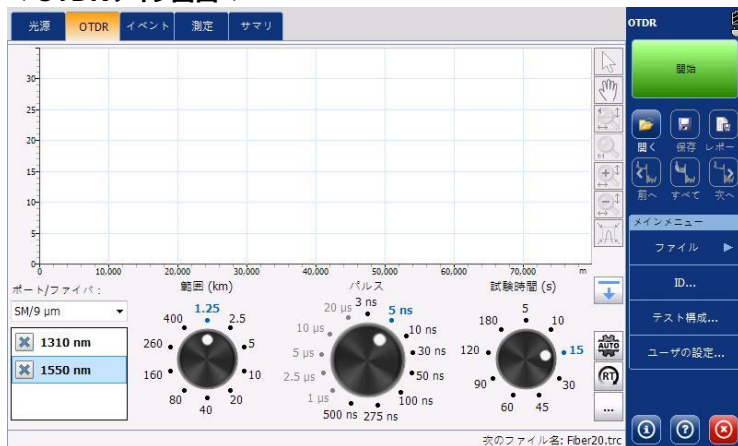 光源 OTDR イベント 測定 サマリ
OTDR
開始
開く 保存 レポー
前へ すべて 次へ
メインメニュー
ファイル
ID...
テスト構成...
ユーザの設定...
30
25
20
15
10
5
0
0 10,000 20,000 30,000 40,000 50,000 60,000 70,000 m
1:1
ポート/ファイバ：
SM/9 µm
1310 nm
1550 nm
範囲 (km)
1.25
2.5
5
10
20
40
80
160
260
400
パルス
3 ns
5 ns
10 ns
30 ns
50 ns
100 ns
275 ns
500 ns
1 µs
2.5 µs
5 µs
10 µs
20 µs
試験時間 (s)
5
10
15
30
45
60
90
120
180
AUTO
RT
...
次のファイル名: Fiber20.trc